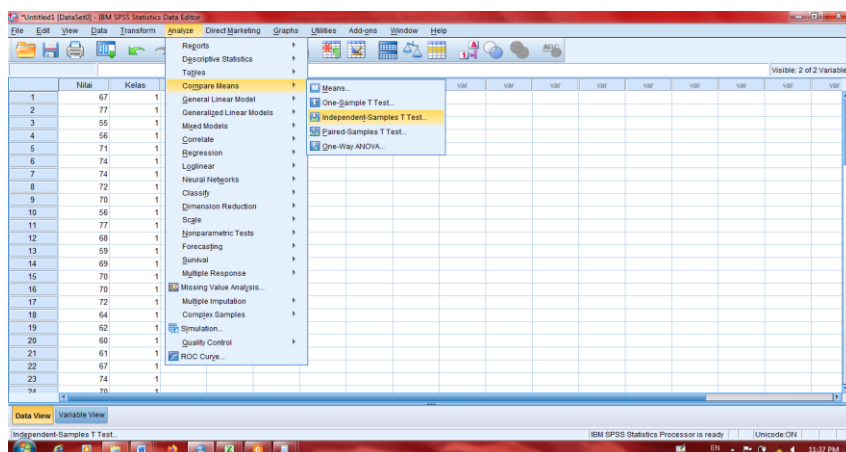 *Untitled1 [DataSet0] - IBM SPSS Statistics Data Editor
File Edit View Data Transform Analyze Direct Marketing Graphs Utilities Add-ons Window Help
Visible: 2 of 2 Variable
Nilai Kelas var var var var var var var var
1 67 1
2 77 1
3 55 1
4 56 1
5 71 1
6 74 1
7 74 1
8 72 1
9 70 1
10 56 1
11 77 1
12 68 1
13 59 1
14 69 1
15 70 1
16 70 1
17 72 1
18 64 1
19 62 1
20 60 1
21 61 1
22 67 1
23 74 1
24 70 1
Reports
Descriptive Statistics
Tables
Compare Means
General Linear Model
Generalized Linear Models
Mixed Models
Correlate
Regression
Loglinear
Neural Networks
Classify
Dimension Reduction
Scale
Nonparametric Tests
Forecasting
Survival
Multiple Response
Missing Value Analysis...
Multiple Imputation
Complex Samples
Simulation...
Quality Control
ROC Curve...
Means...
One-Sample T Test...
Independent-Samples T Test...
Paired-Samples T Test...
One-Way ANOVA...
Data View Variable View
Independent-Samples T Test...
IBM SPSS Statistics Processor is ready Unicode:ON
EN 11:37 PM